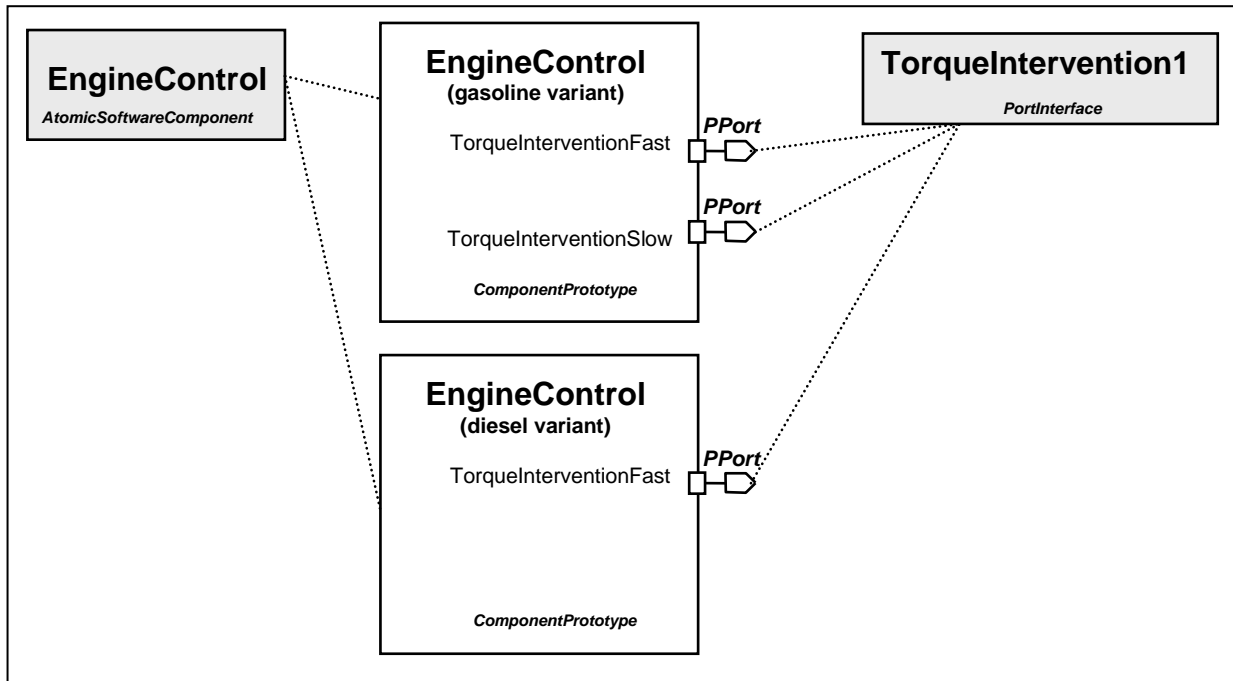 EngineControl
AtomicSoftwareComponent
EngineControl
(gasoline variant)
TorqueInterventionFast
PPort
TorqueInterventionSlow
PPort
ComponentPrototype
TorqueIntervention1
PortInterface
EngineControl
(diesel variant)
TorqueInterventionFast
PPort
ComponentPrototype